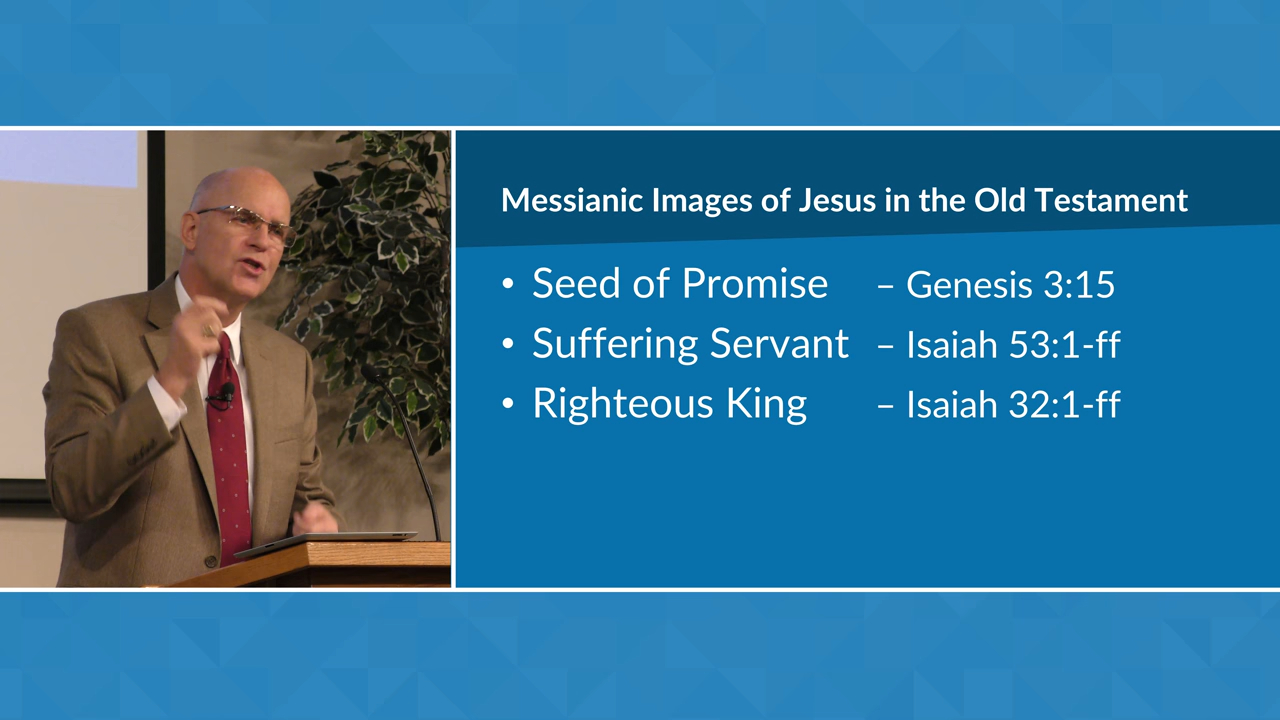 Messianic Images of Jesus in the Old Testament
• Seed of Promise – Genesis 3:15
• Suffering Servant – Isaiah 53:1-ff
• Righteous King – Isaiah 32:1-ff